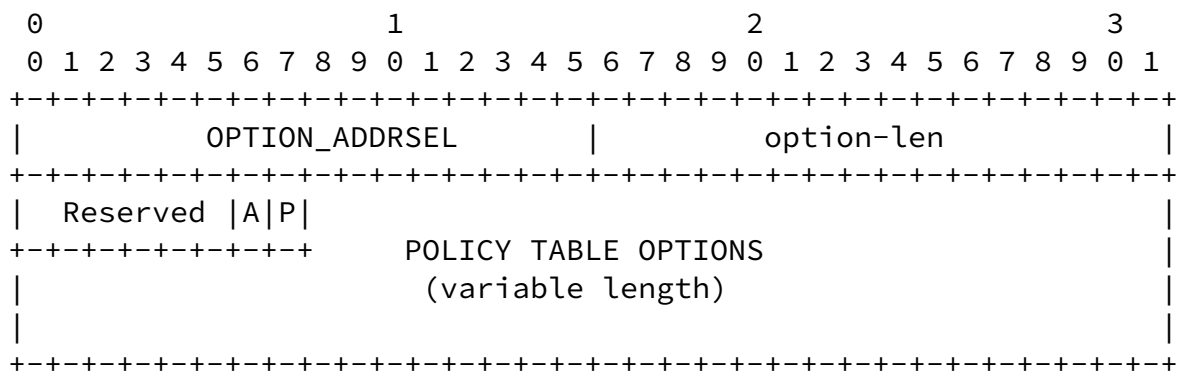 0                   1                   2                   3
 0 1 2 3 4 5 6 7 8 9 0 1 2 3 4 5 6 7 8 9 0 1 2 3 4 5 6 7 8 9 0 1
+-+-+-+-+-+-+-+-+-+-+-+-+-+-+-+-+-+-+-+-+-+-+-+-+-+-+-+-+-+-+-+-+
|          OPTION_ADDRSEL       |         option-len            |
+-+-+-+-+-+-+-+-+-+-+-+-+-+-+-+-+-+-+-+-+-+-+-+-+-+-+-+-+-+-+-+-+
|  Reserved |A|P|                                               |
+-+-+-+-+-+-+-+-+     POLICY TABLE OPTIONS                      |
|                      (variable length)                        |
|                                                               |
+-+-+-+-+-+-+-+-+-+-+-+-+-+-+-+-+-+-+-+-+-+-+-+-+-+-+-+-+-+-+-+-+